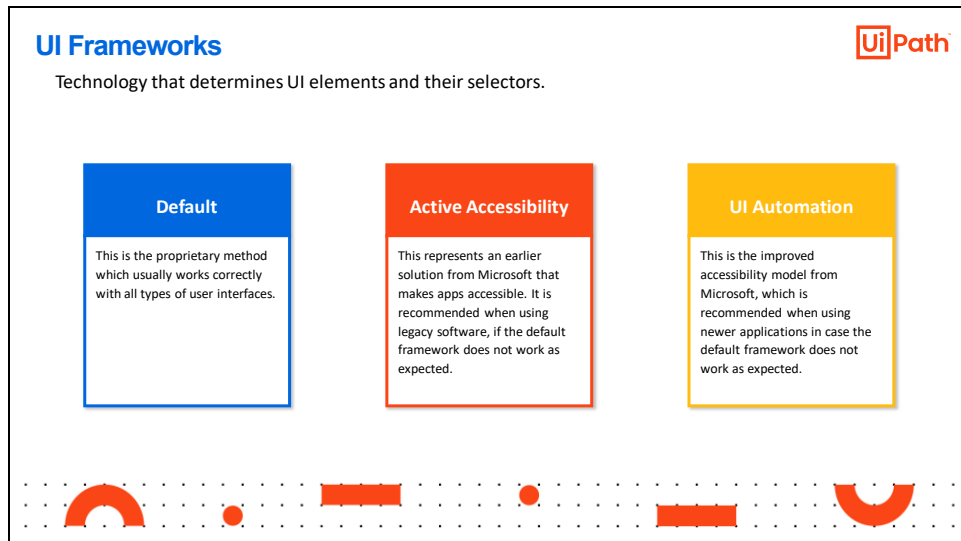 UI Frameworks
UiPath
Technology that determines UI elements and their selectors.
Default
This is the proprietary method
which usually works correctly
with all types of user interfaces.
Active Accessibility
This represents an earlier
solution from Microsoft that
makes apps accessible. It is
recommended when using
legacy software, if the default
framework does not work as
expected.
UI Automation
This is the improved
accessibility model from
Microsoft, which is
recommended when using
newer applications in case the
default framework does not
work as expected.